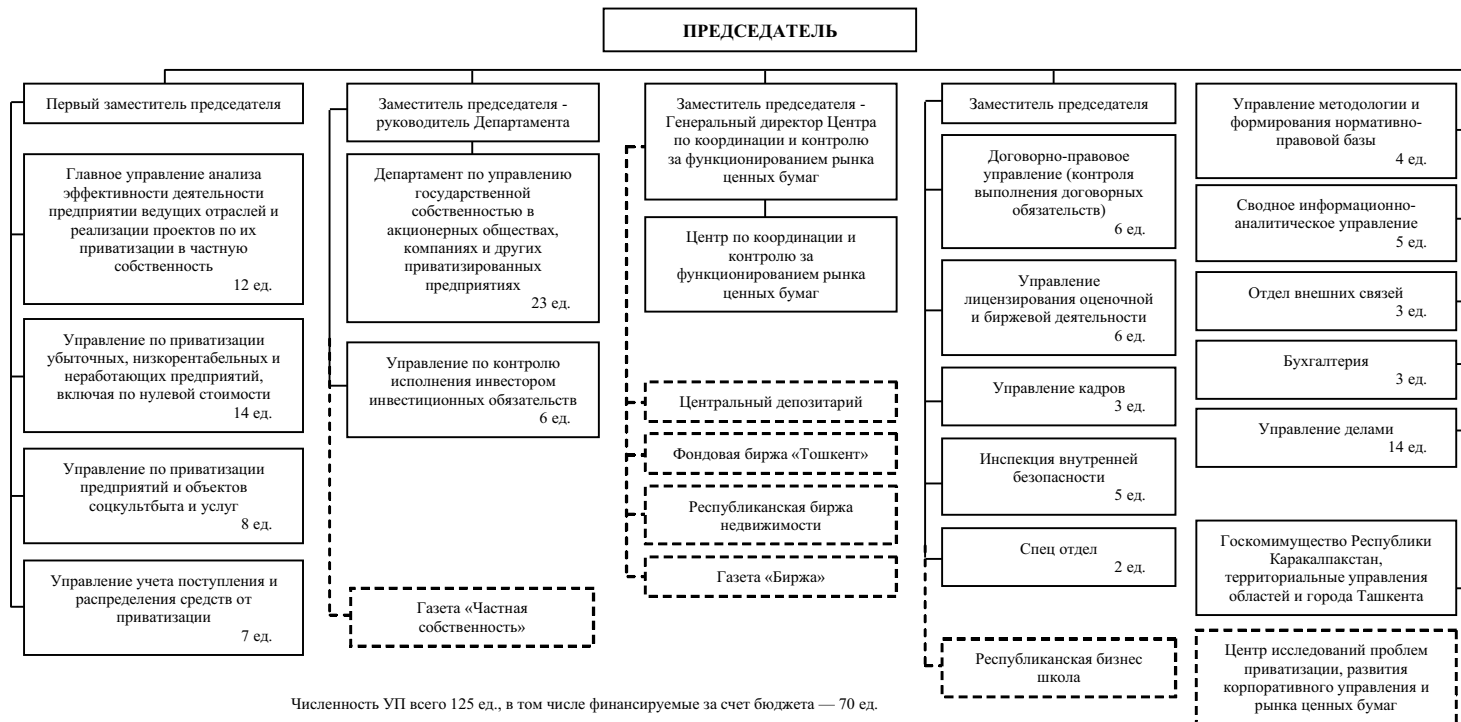 ПРЕДСЕДАТЕЛЬ
Первый заместитель председателя
Главное управление анализа
эффективности деятельности
предприятии ведущих отраслей и
реализации проектов по их
приватизации в частную
собственность
12 ед.
Управление по приватизации
убыточных, низкорентабельных и
неработающих предприятий,
включая по нулевой стоимости
14 ед.
Управление по приватизации
предприятий и объектов
соцкультбыта и услуг
8 ед.
Управление учета поступления и
распределения средств от
приватизации
7 ед.
Заместитель председателя -
руководитель Департамента
Департамент по управлению
государственной
собственностью в
акционерных обществах,
компаниях и других
приватизированных
предприятиях
23 ед.
Управление по контролю
исполнения инвестором
инвестиционных обязательств
6 ед.
Газета «Частная
собственность»
Заместитель председателя -
Генеральный директор Центра
по координации и контролю
за функционированием рынка
ценных бумаг
Центр по координации и
контролю за
функционированием рынка
ценных бумаг
Центральный депозитарий
Фондовая биржа «Тошкент»
Республиканская биржа
недвижимости
Газета «Биржа»
Заместитель председателя
Договорно-правовое
управление (контроля
выполнения договорных
обязательств)
6 ед.
Управление
лицензирования оценочной
и биржевой деятельности
6 ед.
Управление кадров
3 ед.
Инспекция внутренней
безопасности
5 ед.
Спец отдел
2 ед.
Республиканская бизнес
школа
Управление методологии и
формирования нормативно-
правовой базы
4 ед.
Сводное информационно-
аналитическое управление
5 ед.
Отдел внешних связей
3 ед.
Бухгалтерия
3 ед.
Управление делами
14 ед.
Госкомимущество Республики
Каракалпакстан,
территориальные управления
областей и города Ташкента
Центр исследований проблем
приватизации, развития
корпоративного управления и
рынка ценных бумаг
Численность УП всего 125 ед., в том числе финансируемые за счет бюджета — 70 ед.